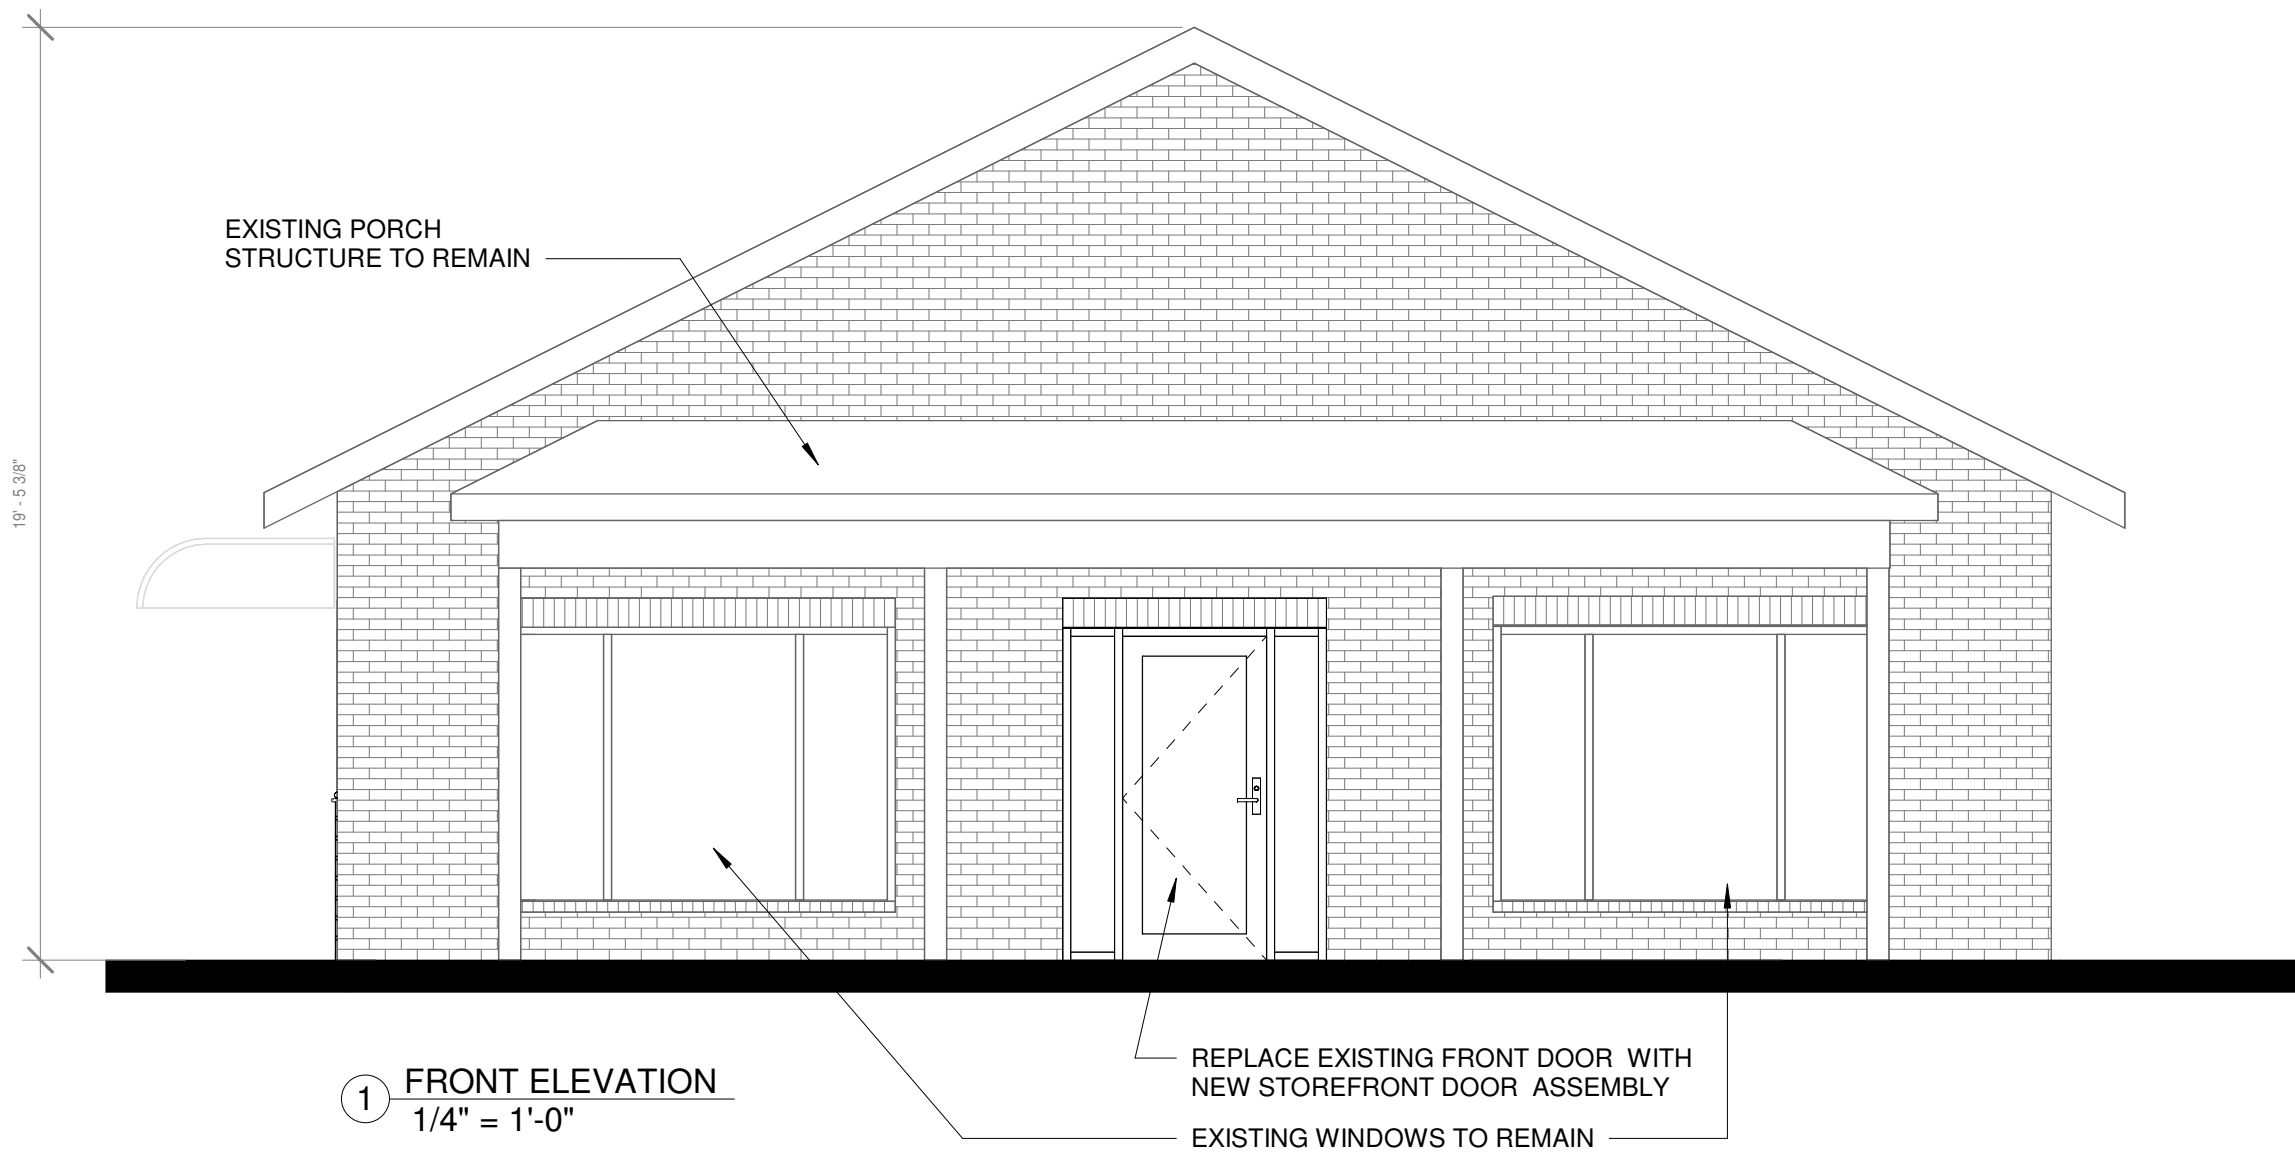 EXISTING PORCH
STRUCTURE TO REMAIN
19' - 5 3/8"
REPLACE EXISTING FRONT DOOR  WITH
NEW STOREFRONT DOOR  ASSEMBLY
1 FRONT ELEVATION
1/4" = 1'-0"
EXISTING WINDOWS TO REMAIN